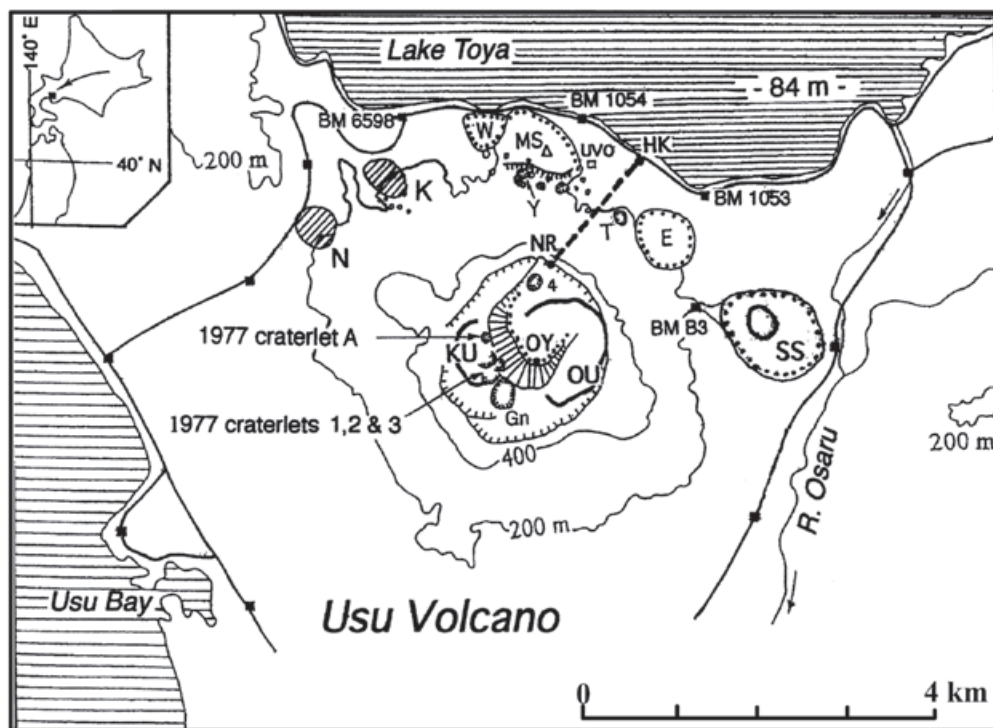 140° E
40° N
Lake Toya
- 84 m -
BM 1054
BM 6598
W
MS
UVO
HK
200 m
K
Y
BM 1053
T
E
N
NR
4
1977 craterlet A
KU
OY
OU
BM B3
SS
1977 craterlets 1,2 & 3
Gn
400
200 m
R. Osaru
200 m
Usu Bay
Usu Volcano
0
4 km